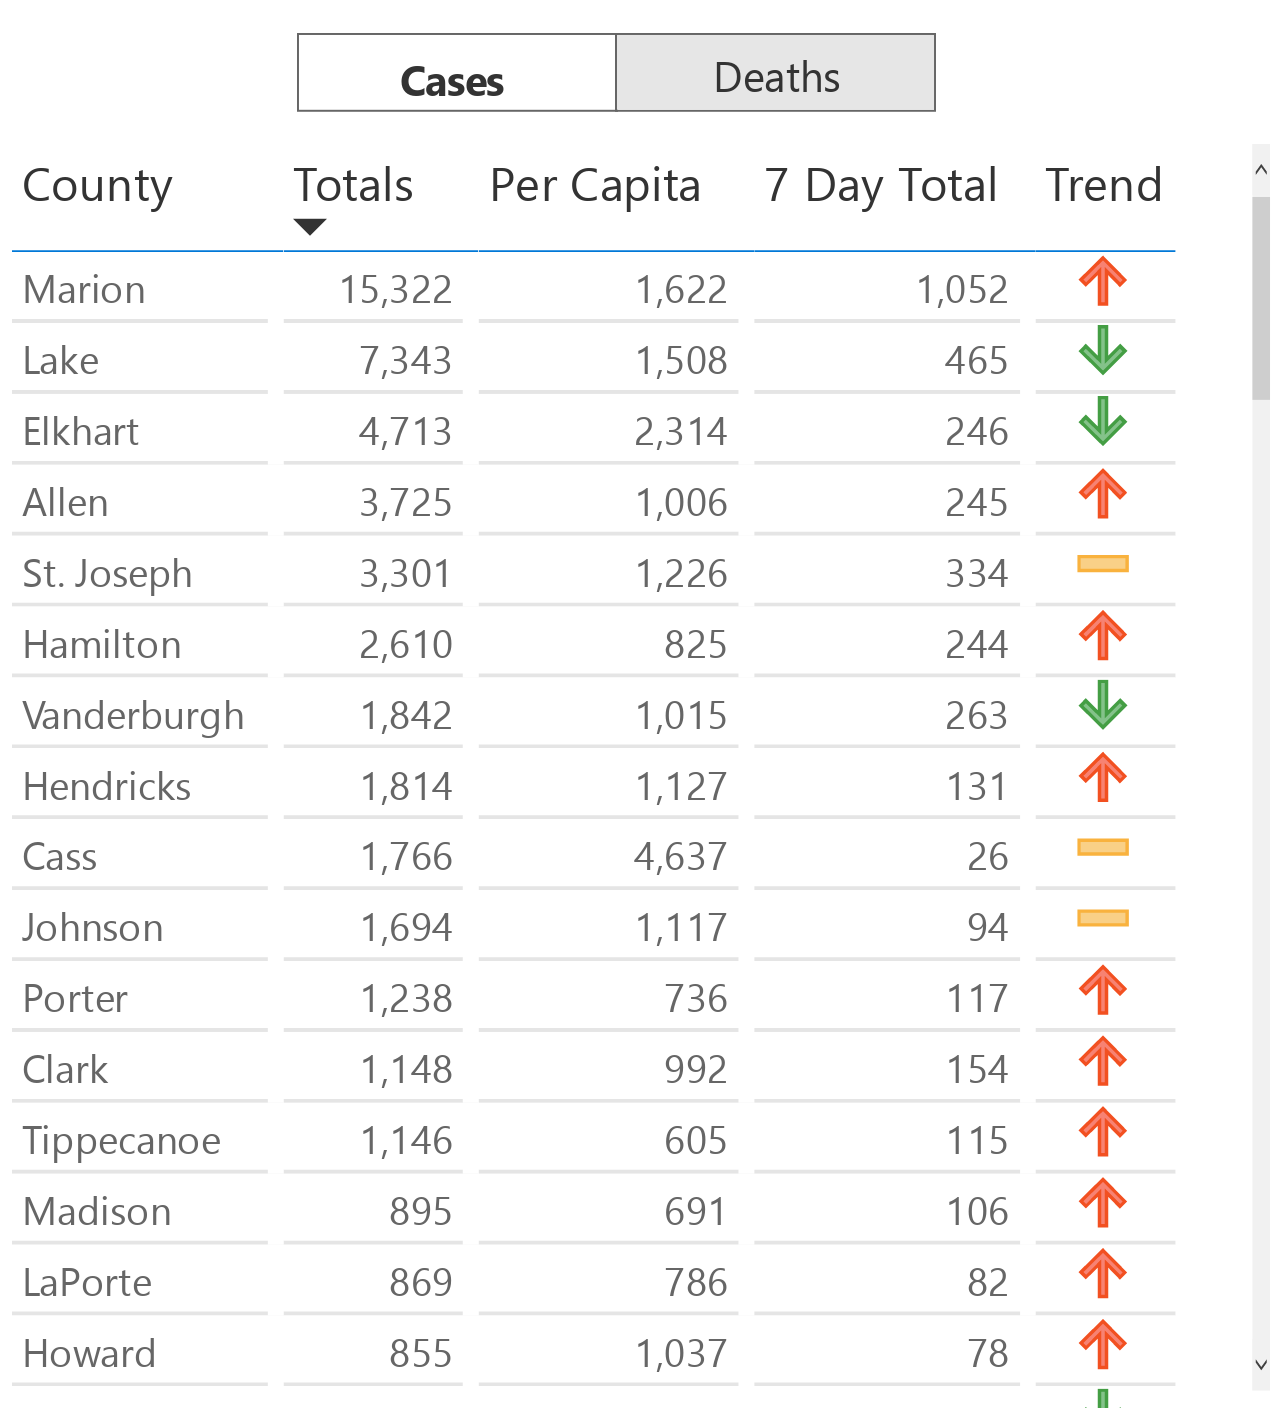 Cases Deaths
County Totals Per Capita 7 Day Total Trend
Marion 15,322 1,622 1,052
Lake 7,343 1,508 465
Elkhart 4,713 2,314 246
Allen 3,725 1,006 245
St. Joseph 3,301 1,226 334
Hamilton 2,610 825 244
Vanderburgh 1,842 1,015 263
Hendricks 1,814 1,127 131
Cass 1,766 4,637 26
Johnson 1,694 1,117 94
Porter 1,238 736 117
Clark 1,148 992 154
Tippecanoe 1,146 605 115
Madison 895 691 106
LaPorte 869 786 82
Howard 855 1,037 78